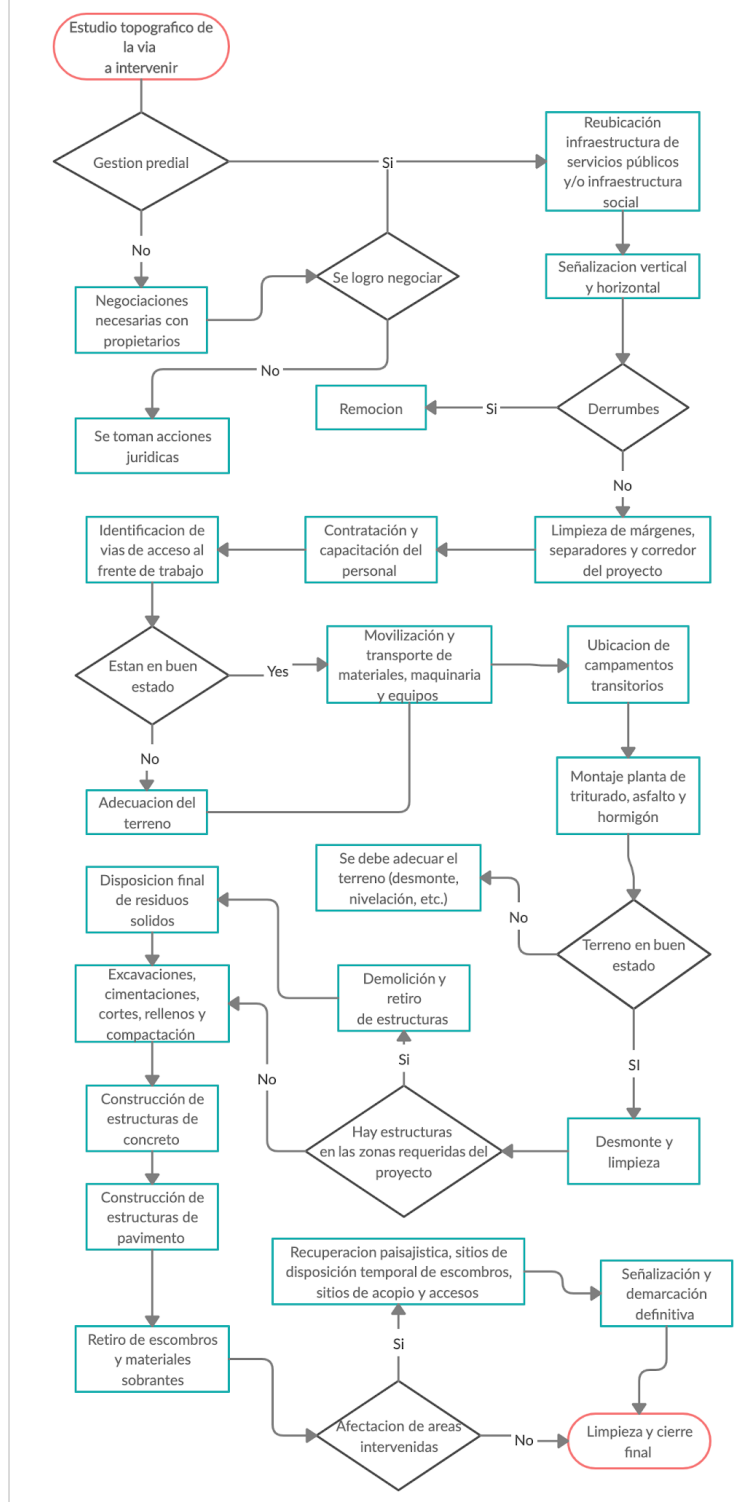 Estudio topografico de
la via
a intervenir
Gestion predial
Si
Reubicación
infraestructura de
servicios públicos
y/o infraestructura
social
No
Negociaciones
necesarias con
propietarios
Se logro negociar
Señalizacion vertical
y horizontal
No
Se toman acciones
juridicas
Remocion
Si
Derrumbes
No
Identificacion de
vias de acceso al
frente de trabajo
Contratación y
capacitación del
personal
Limpieza de márgenes,
separadores y corredor
del proyecto
Estan en buen
estado
Yes
Movilización y
transporte de
materiales, maquinaria
y equipos
Ubicacion de
campamentos
transitorios
No
Adecuacion del
terreno
Montaje planta de
triturado, asfalto y
hormigón
Se debe adecuar el
terreno (desmonte,
nivelación, etc.)
No
Terreno en buen
estado
Disposicion final
de residuos
solidos
Excavaciones,
cimentaciones,
cortes, rellenos y
compactación
Demolición y
retiro
de estructuras
Si
No
SI
Hay estructuras
en las zonas requeridas del
proyecto
Desmonte y
limpieza
Construcción de
estructuras de
concreto
Construcción de
estructuras de
pavimento
Recuperacion paisajistica, sitios de
disposición temporal de escombros,
sitios de acopio y accesos
Señalización y
demarcación
definitiva
Retiro de escombros
y materiales
sobrantes
Si
Afectacion de areas
intervenidas
No
Limpieza y cierre
final